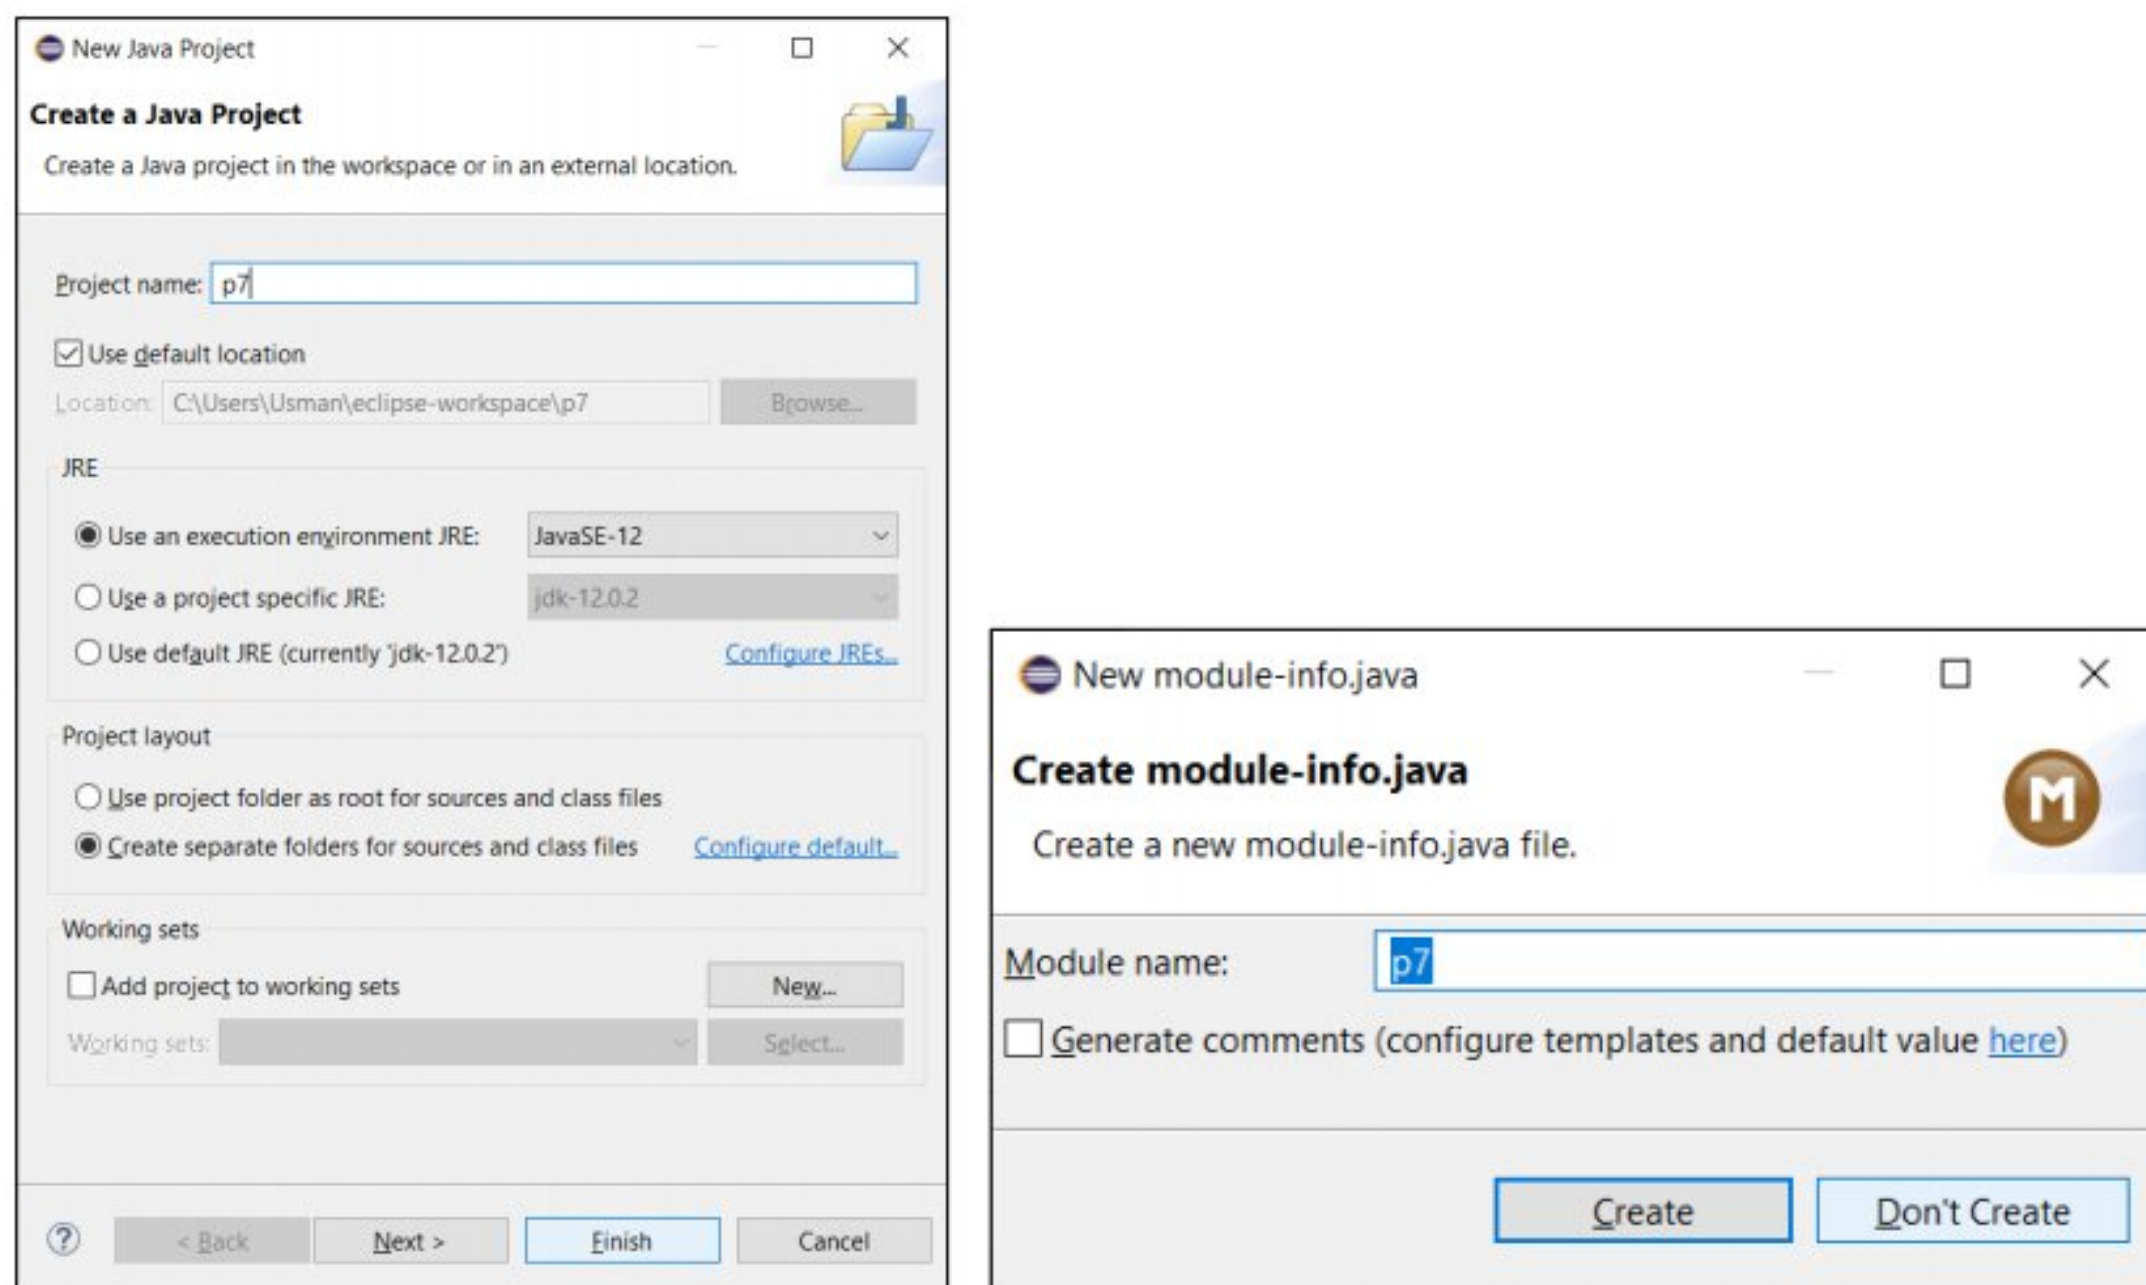 New Java Project
Create a Java Project
Create a Java project in the workspace or in an external location.
Project name: p7
Use default location
Location: C:\Users\Usman\eclipse-workspace\p7 Browse...
JRE
Use an execution environment JRE: JavaSE-12
Use a project specific JRE: jdk-12.0.2
Use default JRE (currently 'jdk-12.0.2') Configure JREs...
Project layout
Use project folder as root for sources and class files
Create separate folders for sources and class files Configure default...
Working sets
Add project to working sets New...
Working sets: Select...
? < Back Next > Finish Cancel
New module-info.java
Create module-info.java
Create a new module-info.java file.
M
Module name: p7
Generate comments (configure templates and default value here)
Create Don't Create